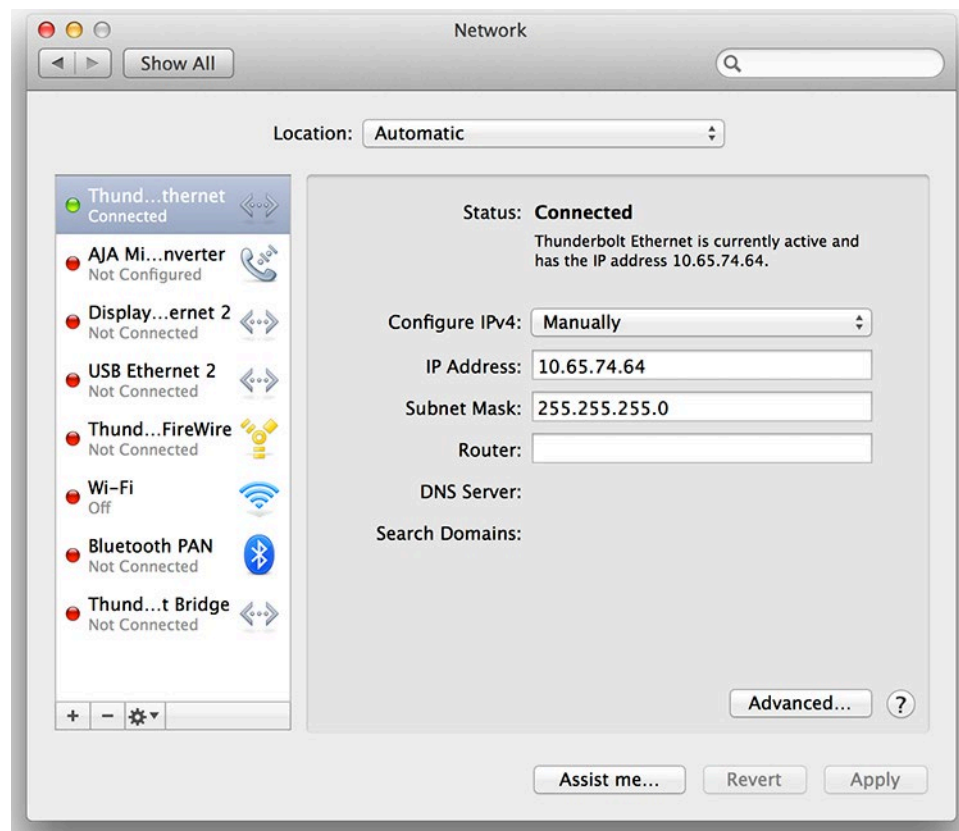 Network
Show All
Location: Automatic
Thund...thernet
Connected
AJA Mi...nverter
Not Configured
Display...ernet 2
Not Connected
USB Ethernet 2
Not Connected
Thund...FireWire
Not Connected
Wi-Fi
Off
Bluetooth PAN
Not Connected
Thund...t Bridge
Not Connected
+ −
Status: Connected
Thunderbolt Ethernet is currently active and
has the IP address 10.65.74.64.
Configure IPv4: Manually
IP Address: 10.65.74.64
Subnet Mask: 255.255.255.0
Router:
DNS Server:
Search Domains:
Advanced... ?
Assist me... Revert Apply